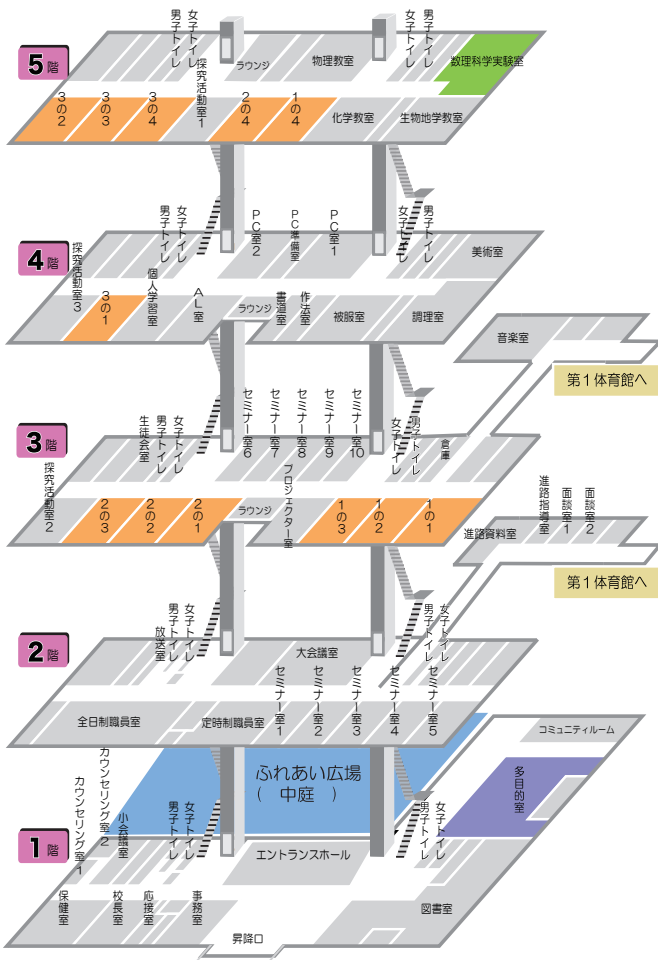 5階
男子トイレ
女子トイレ
ラウンジ
物理教室
女子トイレ
男子トイレ
数理科学実験室
3の2
3の3
3の4
探究活動室1
2の4
1の4
化学教室
生物地学教室
4階
男子トイレ
女子トイレ
PC室2
PC準備室
PC室1
女子トイレ
男子トイレ
美術室
探究活動室3
3の1
個人学習室
AL室
ラウンジ
書道室
作法室
被服室
調理室
音楽室
第1体育館へ
3階
生徒会室
男子トイレ
女子トイレ
セミナー室6
セミナー室7
セミナー室8
セミナー室9
セミナー室10
女子トイレ
男子トイレ
倉庫
探究活動室2
2の3
2の2
2の1
ラウンジ
プロジェクター室
1の3
1の2
1の1
進路資料室
進路指導室
面談室1
面談室2
第1体育館へ
2階
放送室
男子トイレ
女子トイレ
大会議室
男子トイレ
女子トイレ
全日制職員室
定時制職員室
セミナー室1
セミナー室2
セミナー室3
セミナー室4
セミナー室5
ふれあい広場
( 中庭 )
コミュニティルーム
多目的室
1階
カウンセリング室1
カウンセリング室2
小会議室
男子トイレ
女子トイレ
エントランスホール
男子トイレ
女子トイレ
保健室
校長室
応接室
事務室
昇降口
図書室